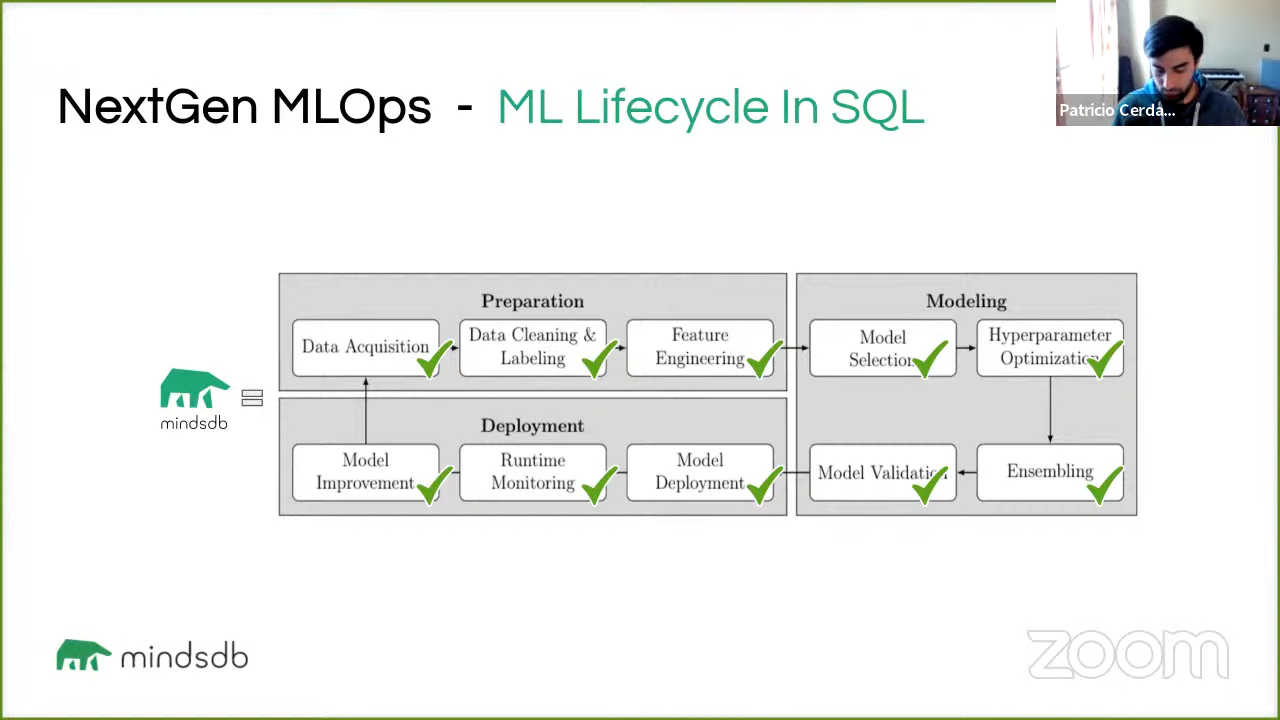 NextGen MLOps - ML Lifecycle In SQL
Patricio Cerda...
Preparation
Data Acquisition
Data Cleaning &
Labeling
Feature
Engineering
Modeling
Model
Selection
Hyperparameter
Optimization
mindsdb
Deployment
Model
Improvement
Runtime
Monitoring
Model
Deployment
Model Validation
Ensembling
mindsdb
zoom